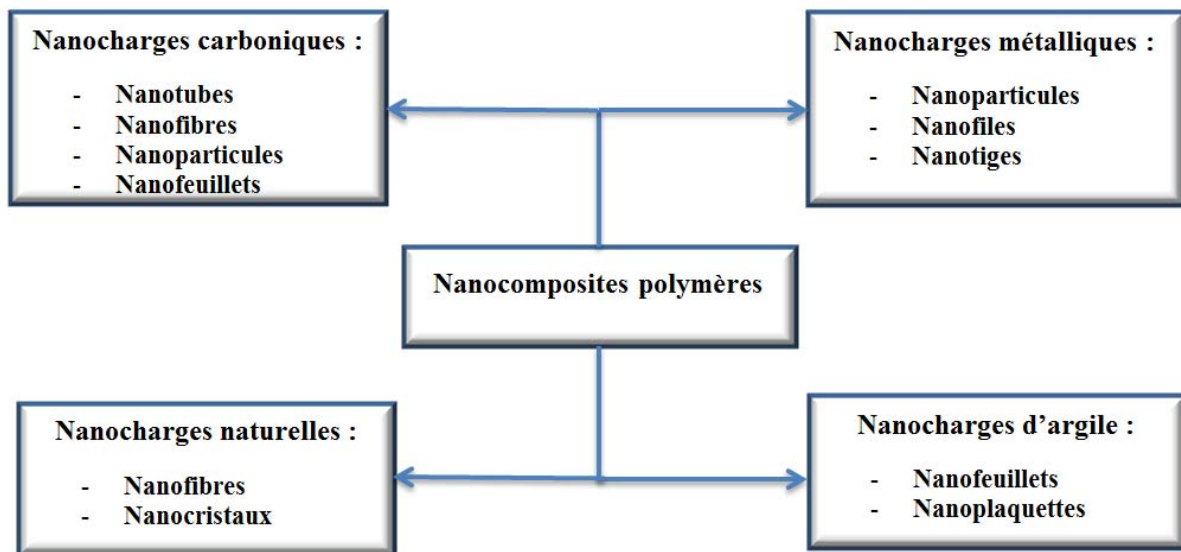 Nanocharges carboniques :
- Nanotubes
- Nanofibres
- Nanoparticules
- Nanofeuillets
Nanocharges métalliques :
- Nanoparticules
- Nanofiles
- Nanotiges
Nanocomposites polymères
Nanocharges naturelles :
- Nanofibres
- Nanocristaux
Nanocharges d’argile :
- Nanofeuillets
- Nanoplaquettes